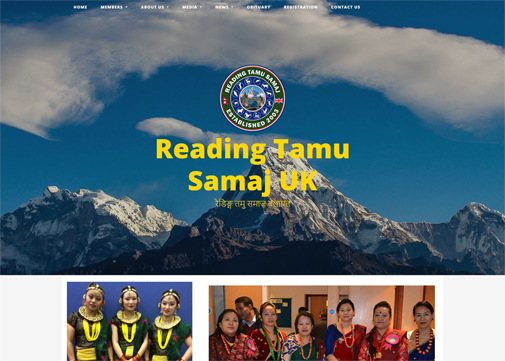 HOME MEMBERS ABOUT US MEDIA NEWS OBITUARY REGISTRATION CONTACT US
READING TAMU SAMAJ
ESTABLISHED 2003
Reading Tamu
Samaj UK
रेडिङ्ग तमु समाज बेलायत